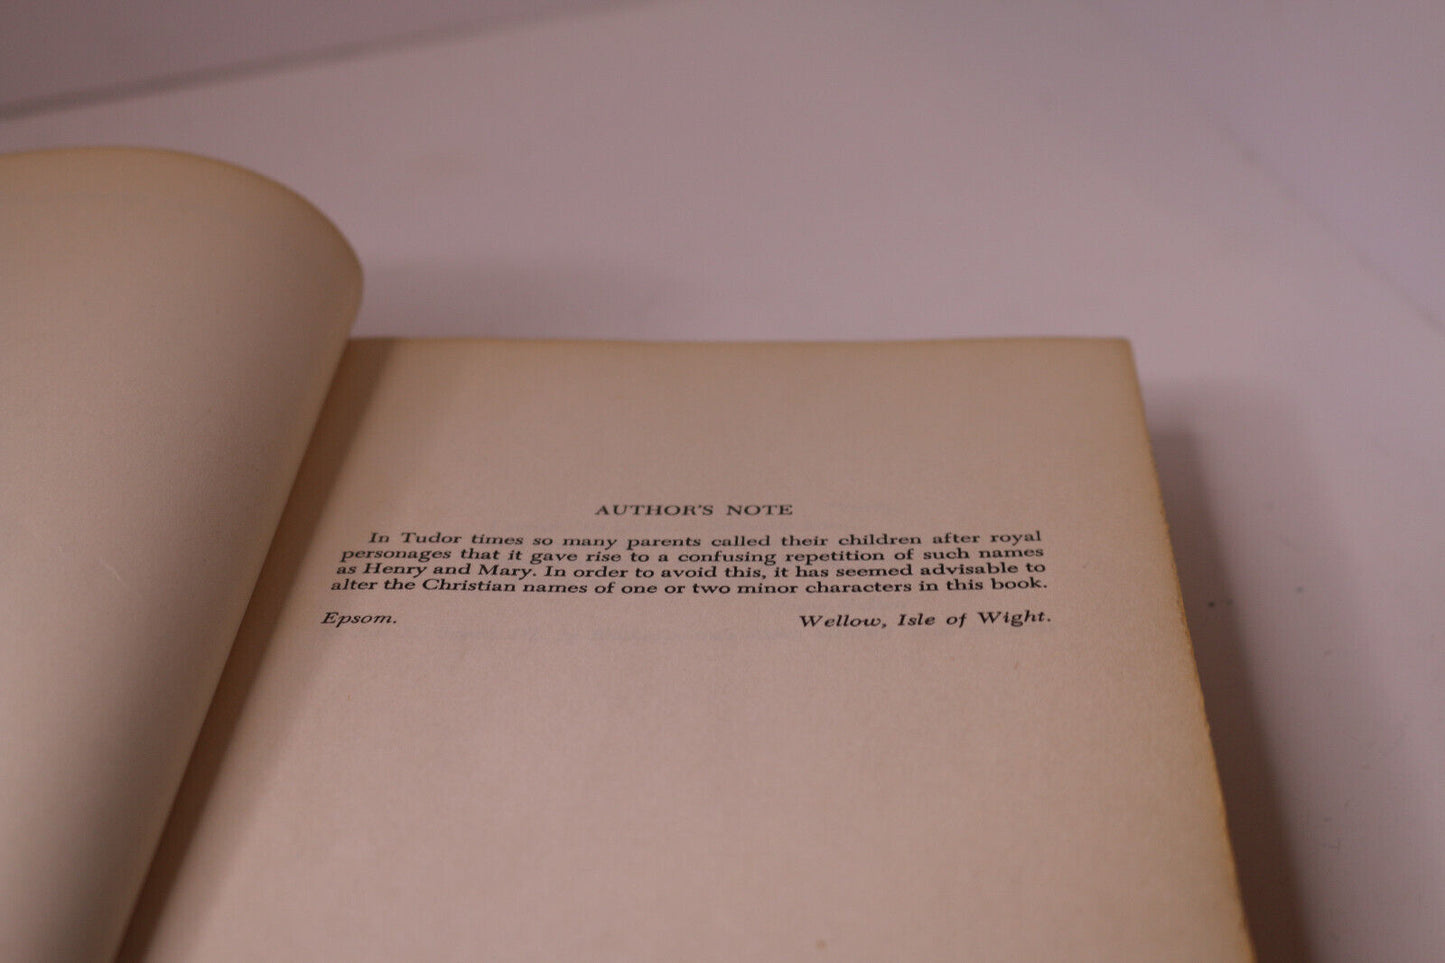 AUTHOR'S NOTE
In Tudor times so many parents called their children after royal
personages that it gave rise to a confusing repetition of such names
as Henry and Mary. In order to avoid this, it has seemed advisable to
alter the Christian names of one or two minor characters in this book.
Epsom. Wellow, Isle of Wight.